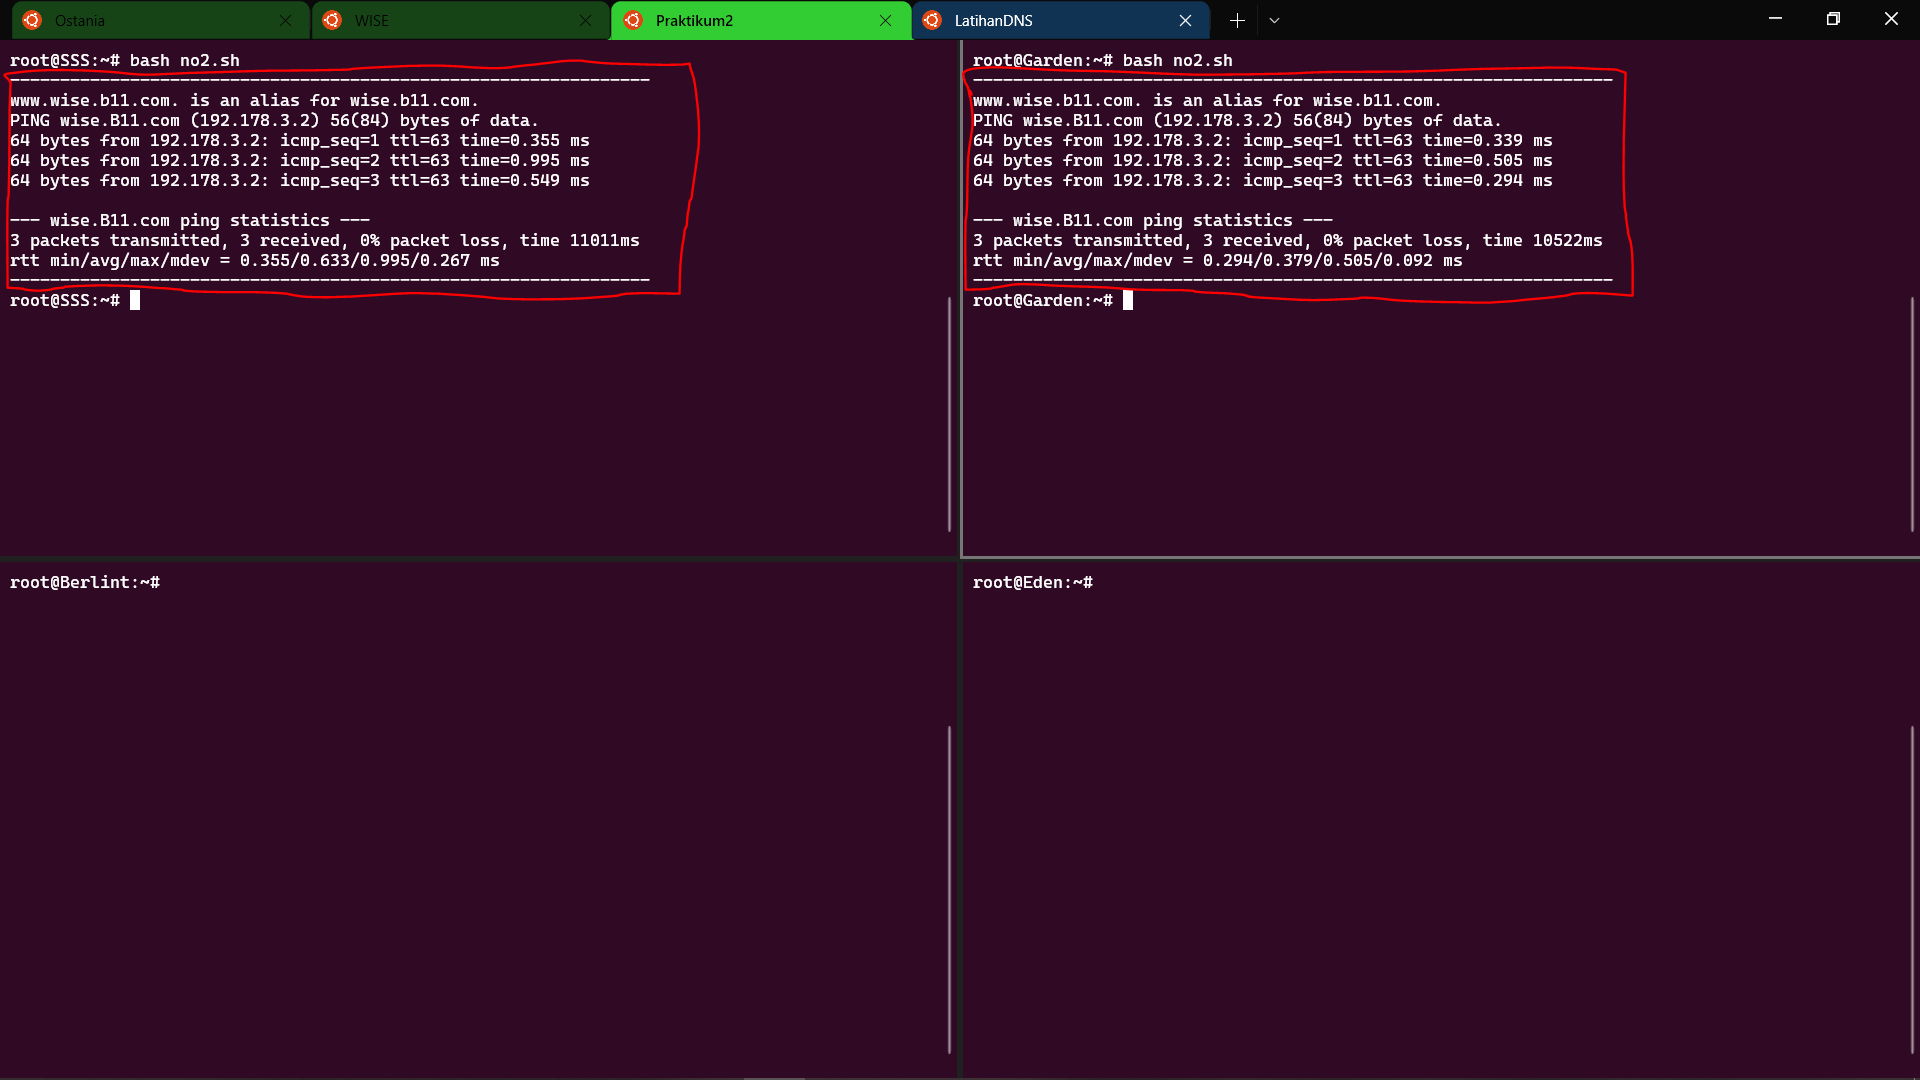 Ostania
WISE
Praktikum2
LatihanDNS
root@SSS:~# bash no2.sh
----------------------------------------------------------------
www.wise.b11.com. is an alias for wise.b11.com.
PING wise.B11.com (192.178.3.2) 56(84) bytes of data.
64 bytes from 192.178.3.2: icmp_seq=1 ttl=63 time=0.355 ms
64 bytes from 192.178.3.2: icmp_seq=2 ttl=63 time=0.995 ms
64 bytes from 192.178.3.2: icmp_seq=3 ttl=63 time=0.549 ms
--- wise.B11.com ping statistics ---
3 packets transmitted, 3 received, 0% packet loss, time 11011ms
rtt min/avg/max/mdev = 0.355/0.633/0.995/0.267 ms
----------------------------------------------------------------
root@SSS:~#
root@Garden:~# bash no2.sh
----------------------------------------------------------------
www.wise.b11.com. is an alias for wise.b11.com.
PING wise.B11.com (192.178.3.2) 56(84) bytes of data.
64 bytes from 192.178.3.2: icmp_seq=1 ttl=63 time=0.339 ms
64 bytes from 192.178.3.2: icmp_seq=2 ttl=63 time=0.505 ms
64 bytes from 192.178.3.2: icmp_seq=3 ttl=63 time=0.294 ms
--- wise.B11.com ping statistics ---
3 packets transmitted, 3 received, 0% packet loss, time 10522ms
rtt min/avg/max/mdev = 0.294/0.379/0.505/0.092 ms
----------------------------------------------------------------
root@Garden:~#
root@Berlint:~#
root@Eden:~#